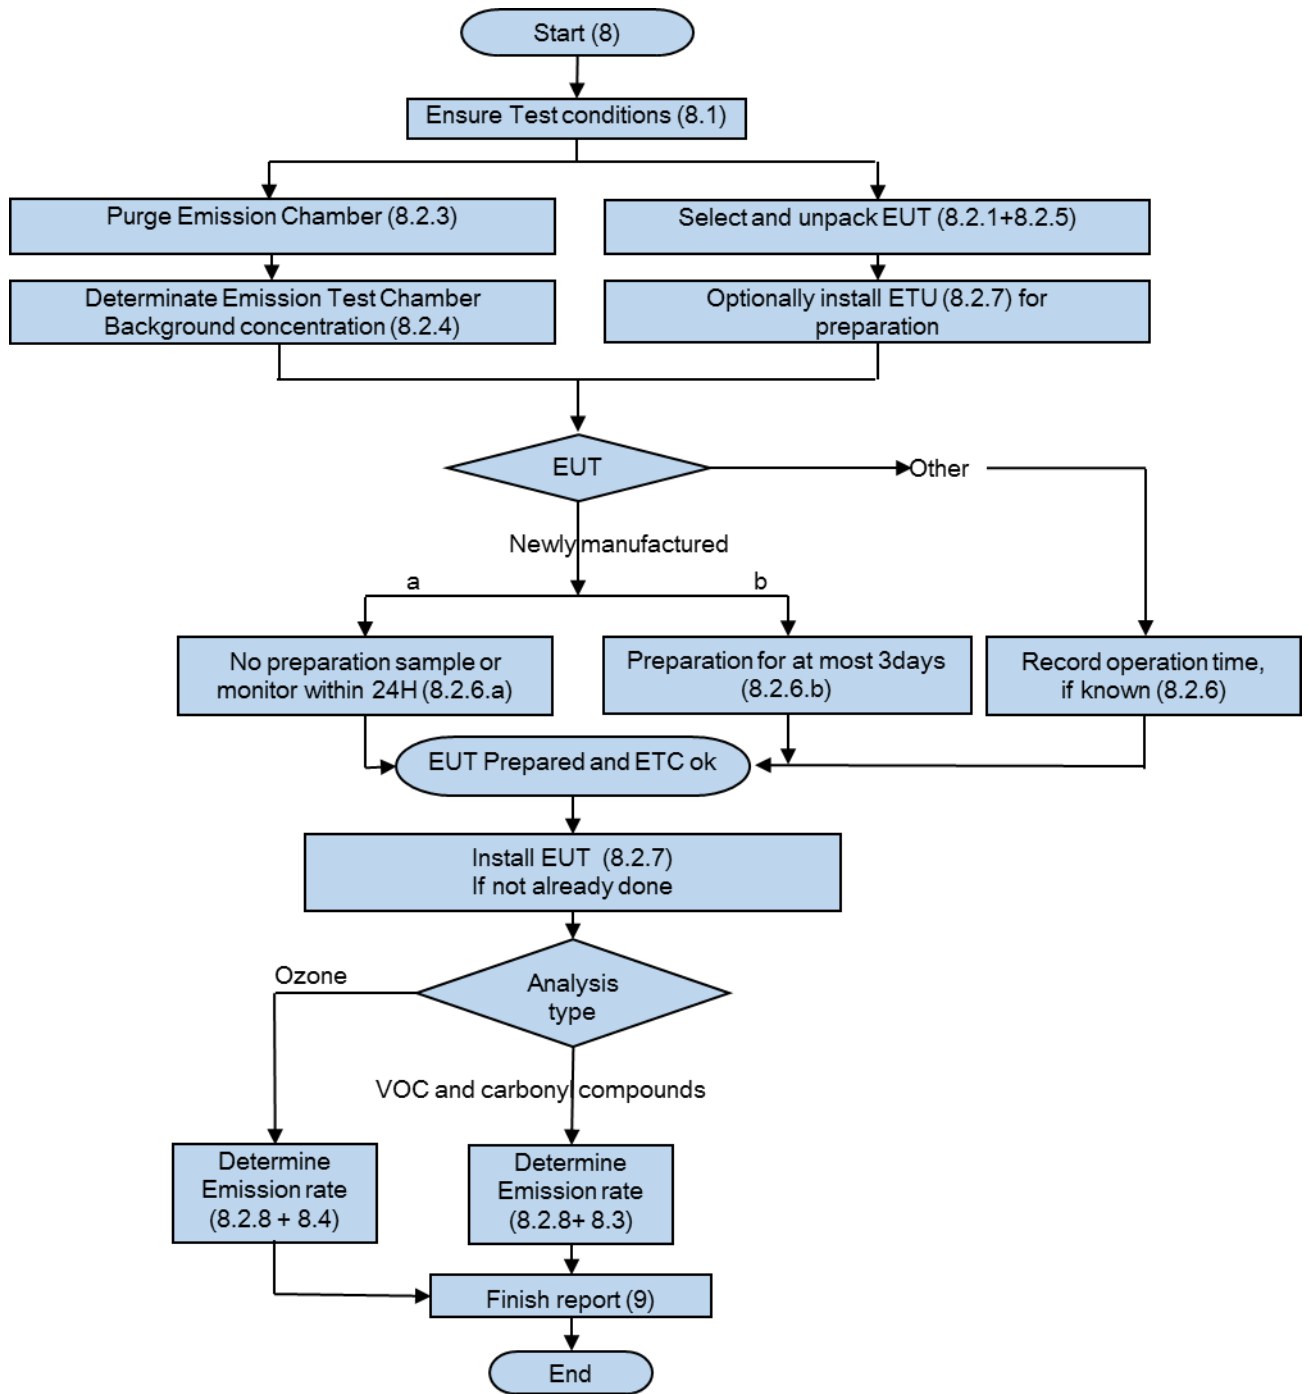 Start (8)
Ensure Test conditions (8.1)
Purge Emission Chamber (8.2.3)
Select and unpack EUT (8.2.1+8.2.5)
Determinate Emission Test Chamber
Background concentration (8.2.4)
Optionally install ETU (8.2.7) for
preparation
EUT
Other
Newly manufactured
a
b
No preparation sample or
monitor within 24H (8.2.6.a)
Preparation for at most 3days
(8.2.6.b)
Record operation time,
if known (8.2.6)
EUT Prepared and ETC ok
Install EUT (8.2.7)
If not already done
Ozone
Analysis
type
VOC and carbonyl compounds
Determine
Emission rate
(8.2.8 + 8.4)
Determine
Emission rate
(8.2.8+ 8.3)
Finish report (9)
End